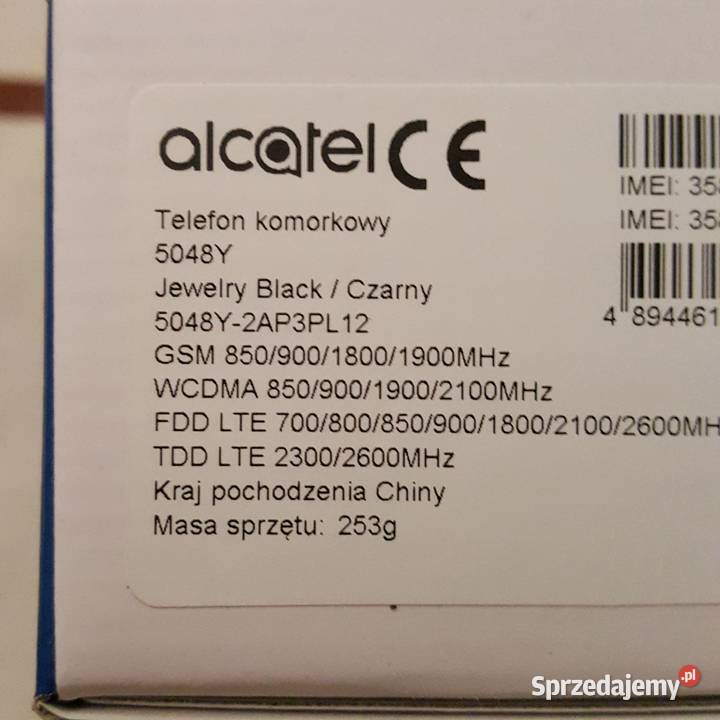 alcatel CE
Telefon komorkowy
5048Y
Jewelry Black / Czarny
5048Y-2AP3PL12
GSM 850/900/1800/1900MHz
WCDMA 850/900/1900/2100MHz
FDD LTE 700/800/850/900/1800/2100/2600MH
TDD LTE 2300/2600MHz
Kraj pochodzenia Chiny
Masa sprzętu: 253g
IMEI: 358
IMEI: 358
4 894461
Sprzedajemy.pl